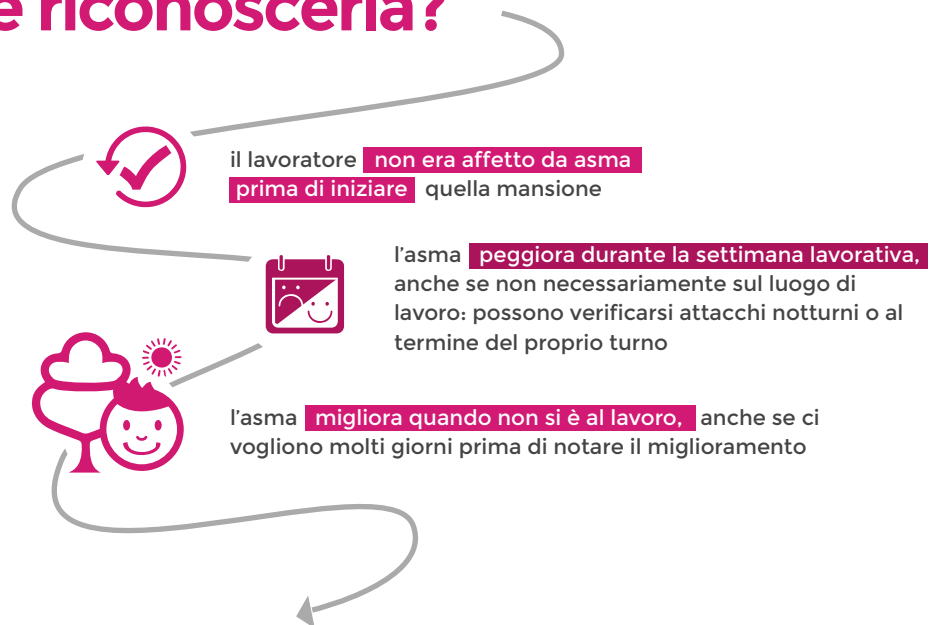 e riconoscerla?
il lavoratore non era affetto da asma
prima di iniziare quella mansione
l’asma peggiora durante la settimana lavorativa,
anche se non necessariamente sul luogo di
lavoro: possono verificarsi attacchi notturni o al
termine del proprio turno
l’asma migliora quando non si è al lavoro, anche se ci
vogliono molti giorni prima di notare il miglioramento